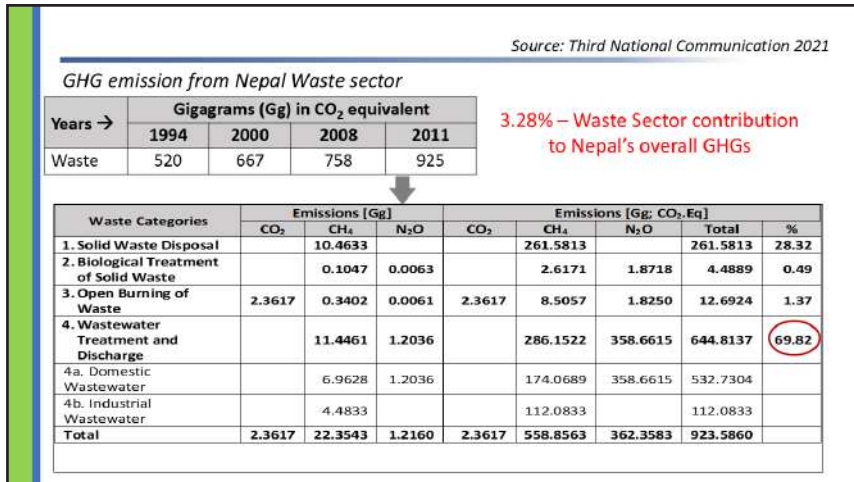 Source: Third National Communication 2021
GHG emission from Nepal Waste sector
Years → Gigagrams (Gg) in CO₂ equivalent
1994 2000 2008 2011
Waste 520 667 758 925
3.28% – Waste Sector contribution
to Nepal's overall GHGs
Waste Categories Emissions [Gg] Emissions [Gg; CO₂.Eq]
CO₂ CH₄ N₂O CO₂ CH₄ N₂O Total %
1. Solid Waste Disposal 10.4633 261.5813 261.5813 28.32
2. Biological Treatment
of Solid Waste 0.1047 0.0063 2.6171 1.8718 4.4889 0.49
3. Open Burning of
Waste 2.3617 0.3402 0.0061 2.3617 8.5057 1.8250 12.6924 1.37
4. Wastewater
Treatment and
Discharge 11.4461 1.2036 286.1522 358.6615 644.8137 69.82
4a. Domestic
Wastewater 6.9628 1.2036 174.0689 358.6615 532.7304
4b. Industrial
Wastewater 4.4833 112.0833 112.0833
Total 2.3617 22.3543 1.2160 2.3617 558.8563 362.3583 923.5860